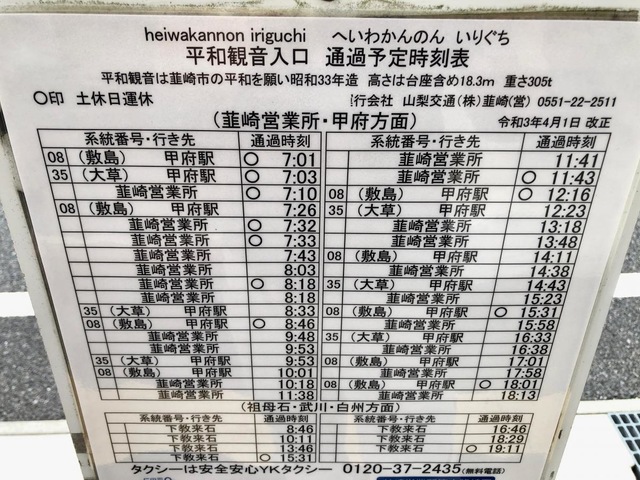 heiwakannon iriguchi へいわかんのん いりぐち
平和観音入口 通過予定時刻表
平和観音は韮崎市の平和を願い昭和33年造 高さは台座含め18.3m 重さ305t
〇印 土休日運休 行会社 山梨交通(株)韮崎(営) 0551-22-2511
(韮崎営業所・甲府方面) 令和3年4月1日 改正
系統番号・行き先 通過時刻 系統番号・行き先 通過時刻
08 (敷島) 甲府駅 〇 7:01 韮崎営業所 11:41
35 (大草) 甲府駅 〇 7:03 韮崎営業所 〇 11:43
韮崎営業所 〇 7:10 08 (敷島) 甲府駅 〇 12:16
08 (敷島) 甲府駅 7:26 35 (大草) 甲府駅 12:23
韮崎営業所 〇 7:32 韮崎営業所 13:18
韮崎営業所 〇 7:33 韮崎営業所 13:48
韮崎営業所 7:43 08 (敷島) 甲府駅 14:11
韮崎営業所 8:03 韮崎営業所 14:38
韮崎営業所 〇 8:18 35 (大草) 甲府駅 14:43
韮崎営業所 8:18 韮崎営業所 15:23
35 (大草) 甲府駅 8:33 08 (敷島) 甲府駅 〇 15:31
08 (敷島) 甲府駅 〇 8:46 韮崎営業所 15:58
韮崎営業所 9:48 35 (大草) 甲府駅 16:33
韮崎営業所 9:53 韮崎営業所 16:38
35 (大草) 甲府駅 9:53 08 (敷島) 甲府駅 17:01
08 (敷島) 甲府駅 10:01 韮崎営業所 17:58
韮崎営業所 10:18 08 (敷島) 甲府駅 〇 18:01
韮崎営業所 11:38 韮崎営業所 18:13
(祖母石・武川・白州方面)
系統番号・行き先 通過時刻 系統番号・行き先 通過時刻
下教来石 8:46 下教来石 16:46
下教来石 10:11 下教来石 18:29
下教来石 13:46 下教来石 〇 19:11
下教来石 〇 15:31
タクシーは安全安心YKタクシー 0120-37-2435(無料電話)